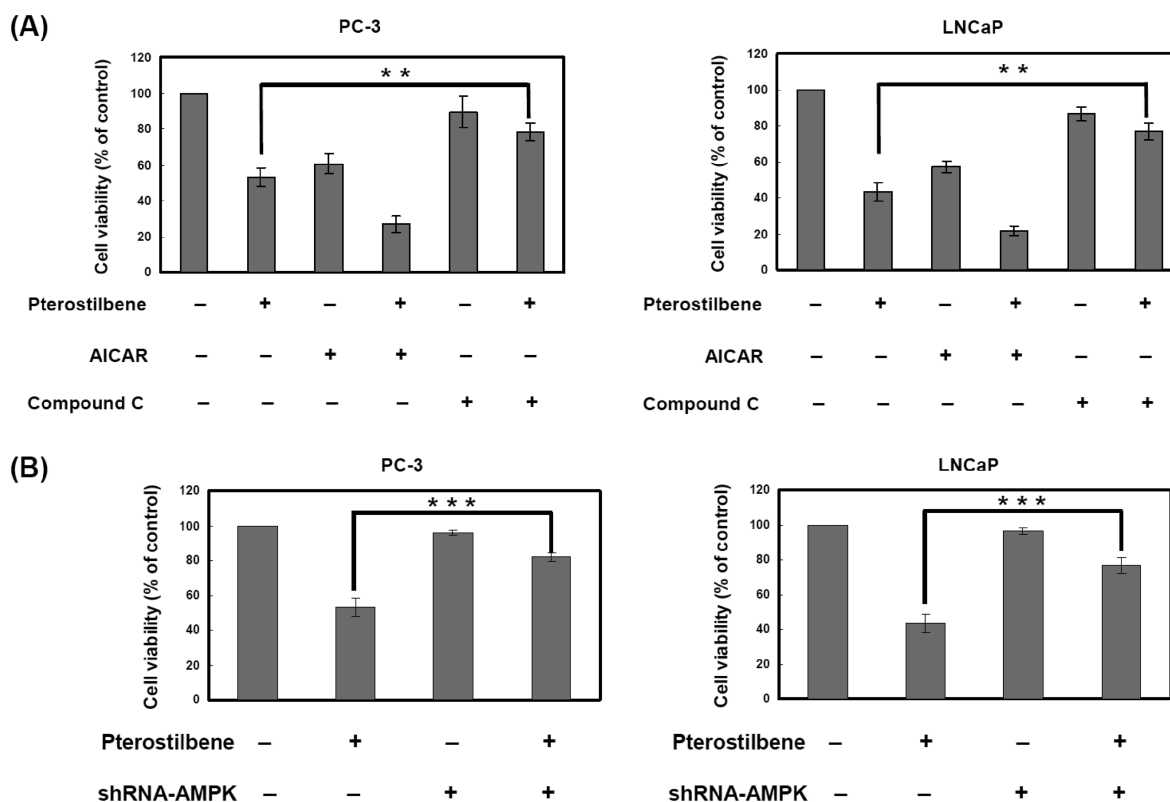 (A)
PC-3
Cell viability (% of control)
120
100
80
60
40
20
0
* *
Pterostilbene – + – + – +
AICAR – – + + – –
Compound C – – – – + +
LNCaP
Cell viability (% of control)
120
100
80
60
40
20
0
* *
Pterostilbene – + – + – +
AICAR – – + + – –
Compound C – – – – + +
(B)
PC-3
Cell viability (% of control)
120
100
80
60
40
20
0
* * *
Pterostilbene – + – +
shRNA-AMPK – – + +
LNCaP
Cell viability (% of control)
120
100
80
60
40
20
0
* * *
Pterostilbene – + – +
shRNA-AMPK – – + +